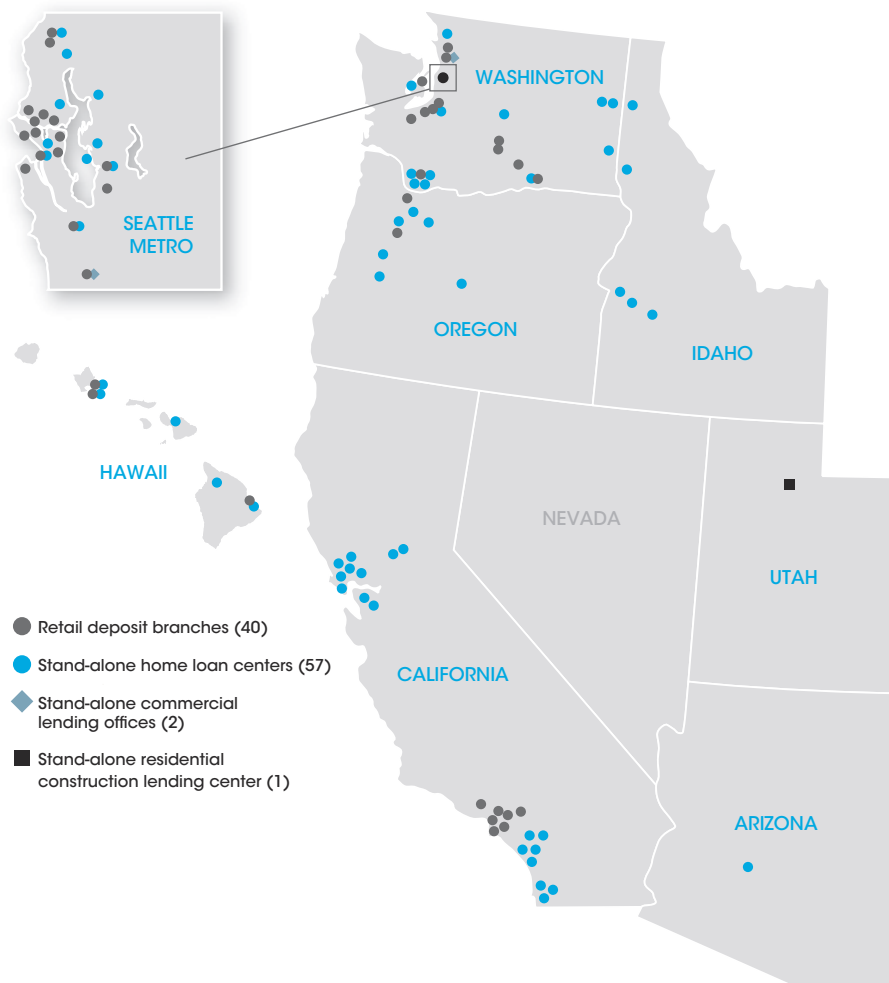 WASHINGTON
SEATTLE
METRO
OREGON
IDAHO
HAWAII
NEVADA
UTAH
Retail deposit branches (40)
Stand-alone home loan centers (57)
CALIFORNIA
Stand-alone commercial
lending offices (2)
Stand-alone residential
construction lending center (1)
ARIZONA